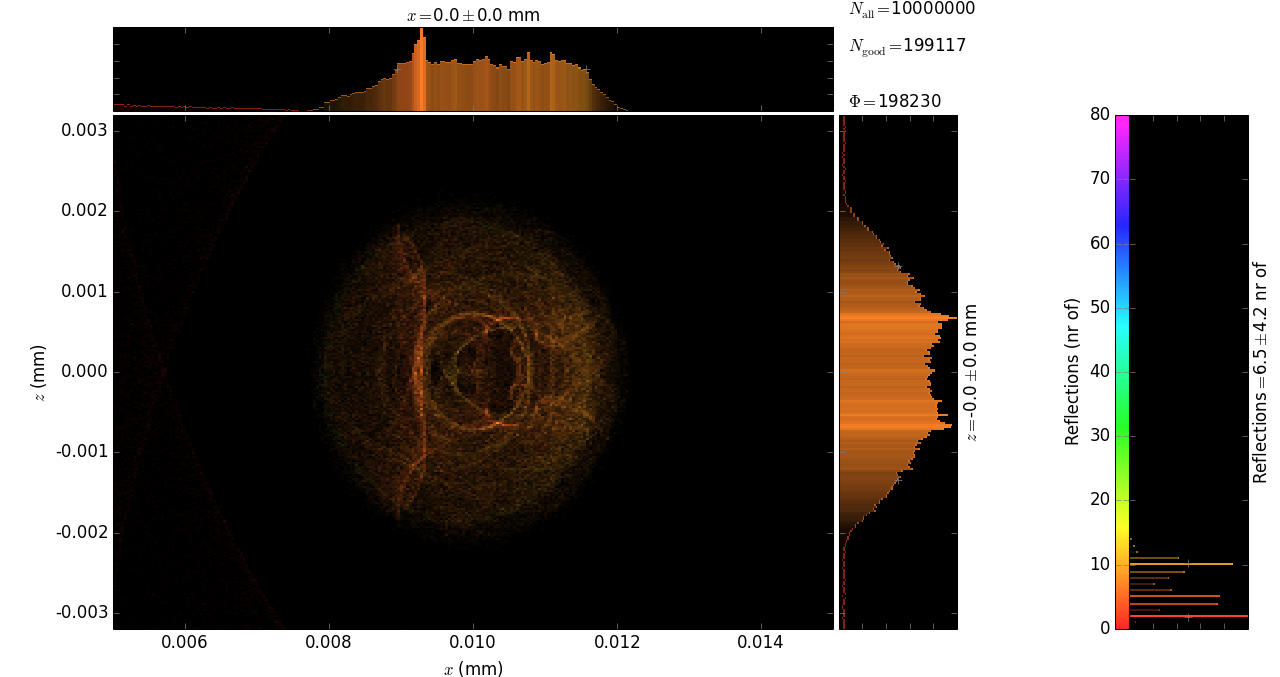 x=0.0±0.0 mm
N_all=10000000
N_good=199117
Φ=198230
0.003
0.002
0.001
0.000
-0.001
-0.002
-0.003
z (mm)
0.006
0.008
0.010
0.012
0.014
x (mm)
z=-0.0±0.0 mm
80
70
60
50
40
30
20
10
0
Reflections (nr of)
Reflections=6.5±4.2 nr of